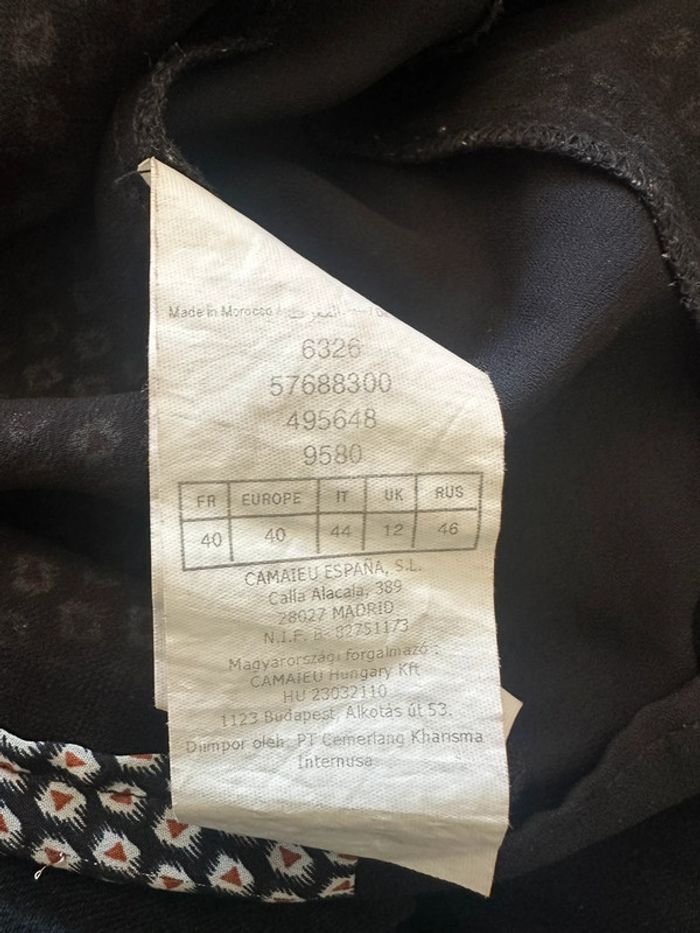 Made in Morocco / المغرب
6326
57688300
495648
9580
FR EUROPE IT UK RUS
40 40 44 12 46
CAMAIEU ESPAÑA, S.L.
Calla Alacala, 389
28027 MADRID
N.I.F. B- 82751173
Magyarországi forgalmazó :
CAMAIEU Hungary Kft
HU 23032110
1123 Budapest, Alkotás út 53.
Diimpor oleh: PT Cemerlang Kharisma
Internusa